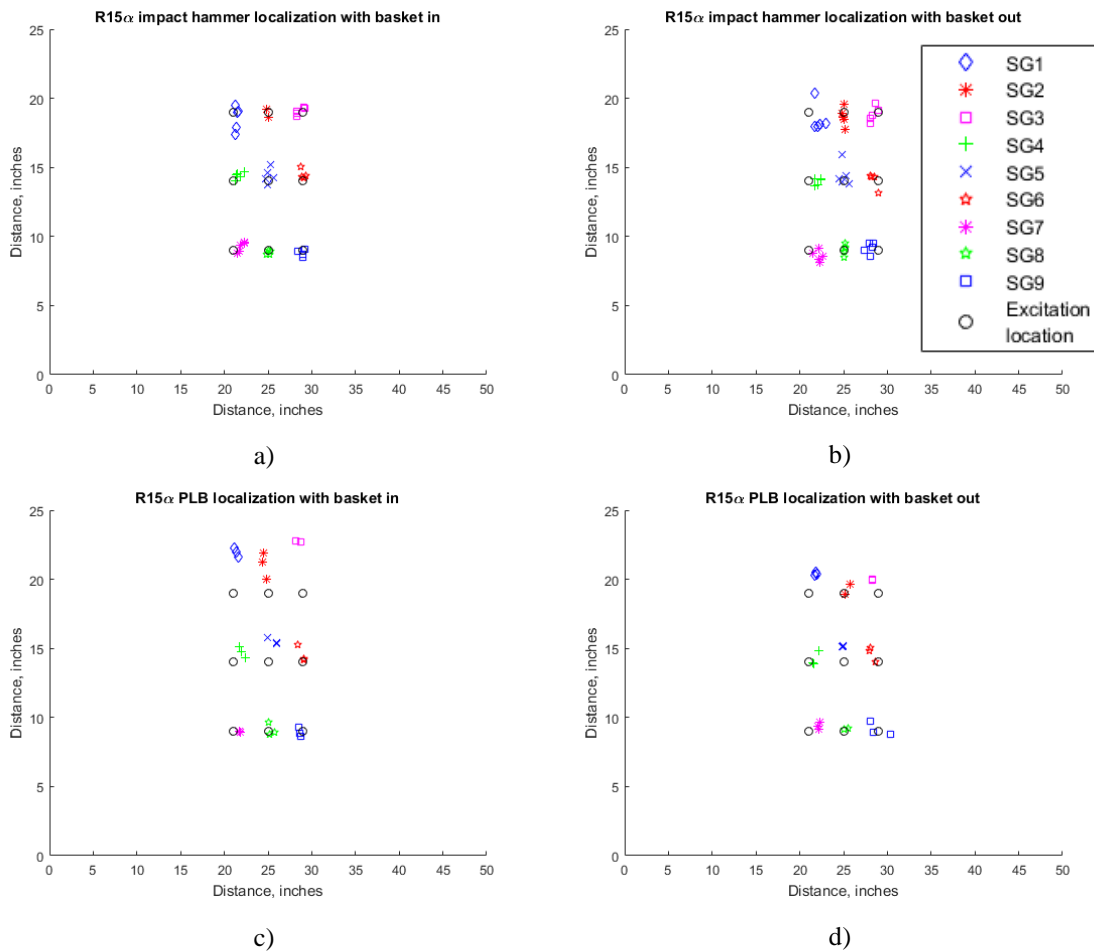 R15α impact hammer localization with basket in
25
20
15
10
5
0
Distance, inches
0 5 10 15 20 25 30 35 40 45 50
Distance, inches
a)
R15α impact hammer localization with basket out
25
20
15
10
5
0
Distance, inches
0 5 10 15 20 25 30 35 40 45 50
Distance, inches
SG1
SG2
SG3
SG4
SG5
SG6
SG7
SG8
SG9
Excitation
location
b)
R15α PLB localization with basket in
25
20
15
10
5
0
Distance, inches
0 5 10 15 20 25 30 35 40 45 50
Distance, inches
c)
R15α PLB localization with basket out
25
20
15
10
5
0
Distance, inches
0 5 10 15 20 25 30 35 40 45 50
Distance, inches
d)